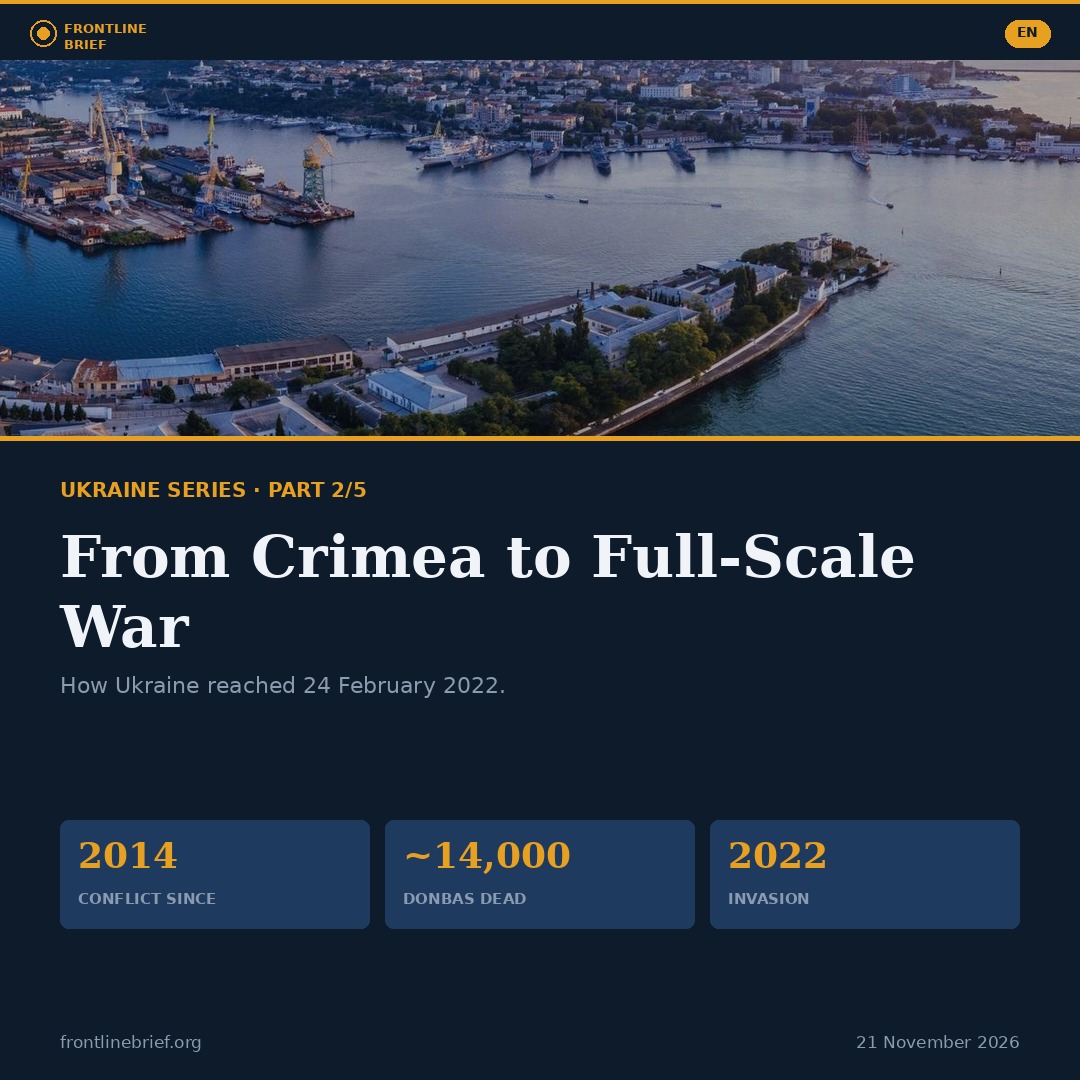 FRONTLINE
BRIEF
EN
UKRAINE SERIES · PART 2/5
From Crimea to Full-Scale
War
How Ukraine reached 24 February 2022.
2014
CONFLICT SINCE
~14,000
DONBAS DEAD
2022
INVASION
frontlinebrief.org
21 November 2026